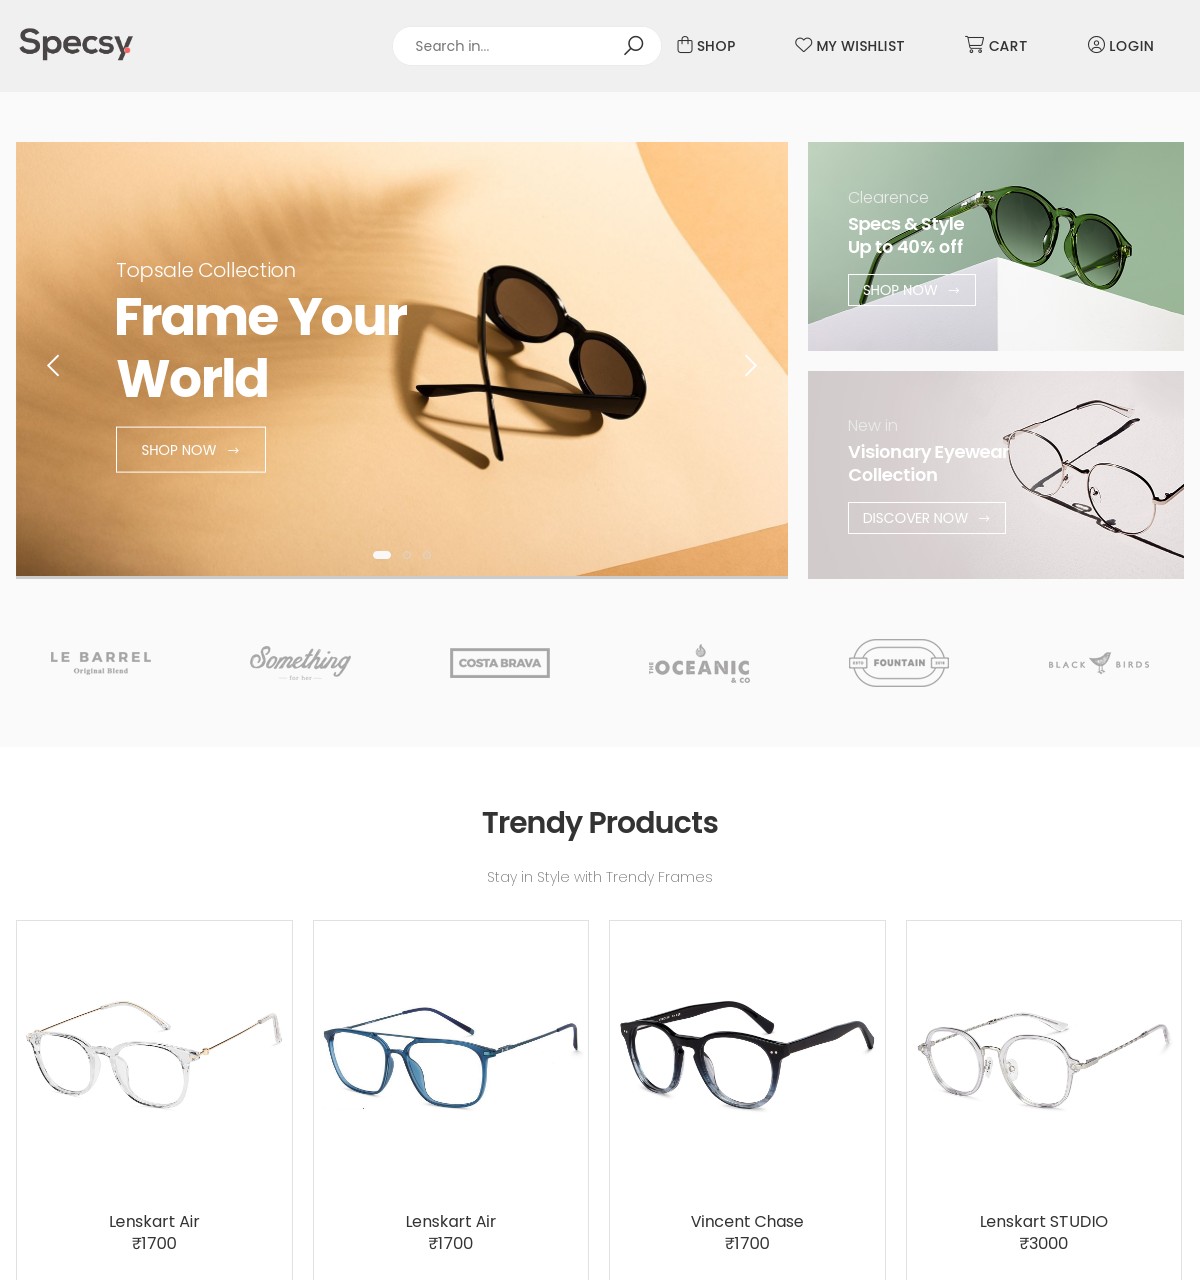 Specsy
Search in...
SHOP
MY WISHLIST
CART
LOGIN
Topsale Collection
Frame Your
World
SHOP NOW →
Clearence
Specs & Style
Up to 40% off
SHOP NOW →
New in
Visionary Eyewear
Collection
DISCOVER NOW →
LE BARREL
Original Blend
Something
for her
COSTA BRAVA
THE OCEANIC
& CO
FOUNTAIN
BLACK BIRDS
Trendy Products
Stay in Style with Trendy Frames
Lenskart Air
₹1700
Lenskart Air
₹1700
Vincent Chase
₹1700
Lenskart STUDIO
₹3000